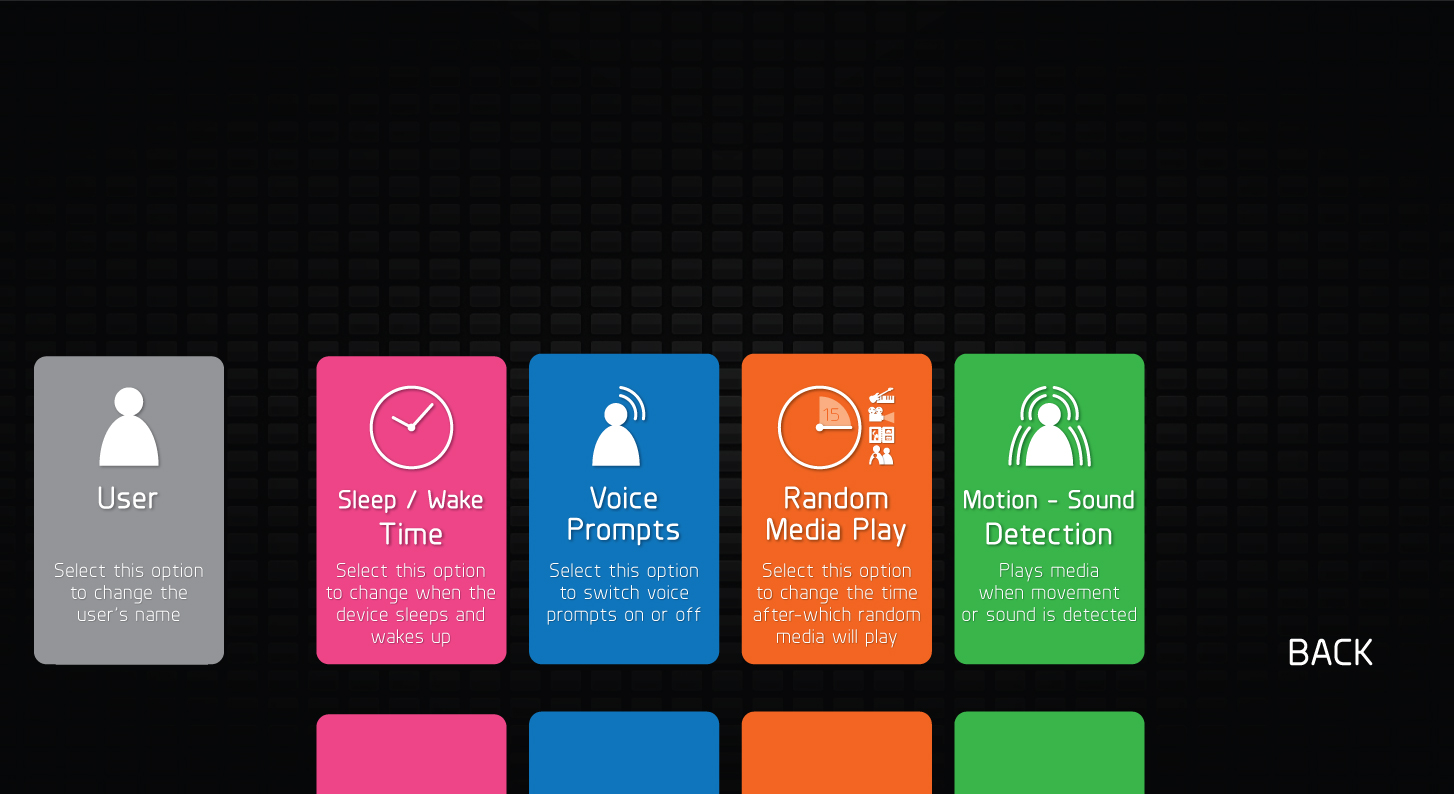 User
Select this option
to change the
user's name
Sleep / Wake
Time
Select this option
to change when the
device sleeps and
wakes up
Voice
Prompts
Select this option
to switch voice
prompts on or off
15
Random
Media Play
Select this option
to change the time
after-which random
media will play
Motion - Sound
Detection
Plays media
when movement
or sound is detected
BACK